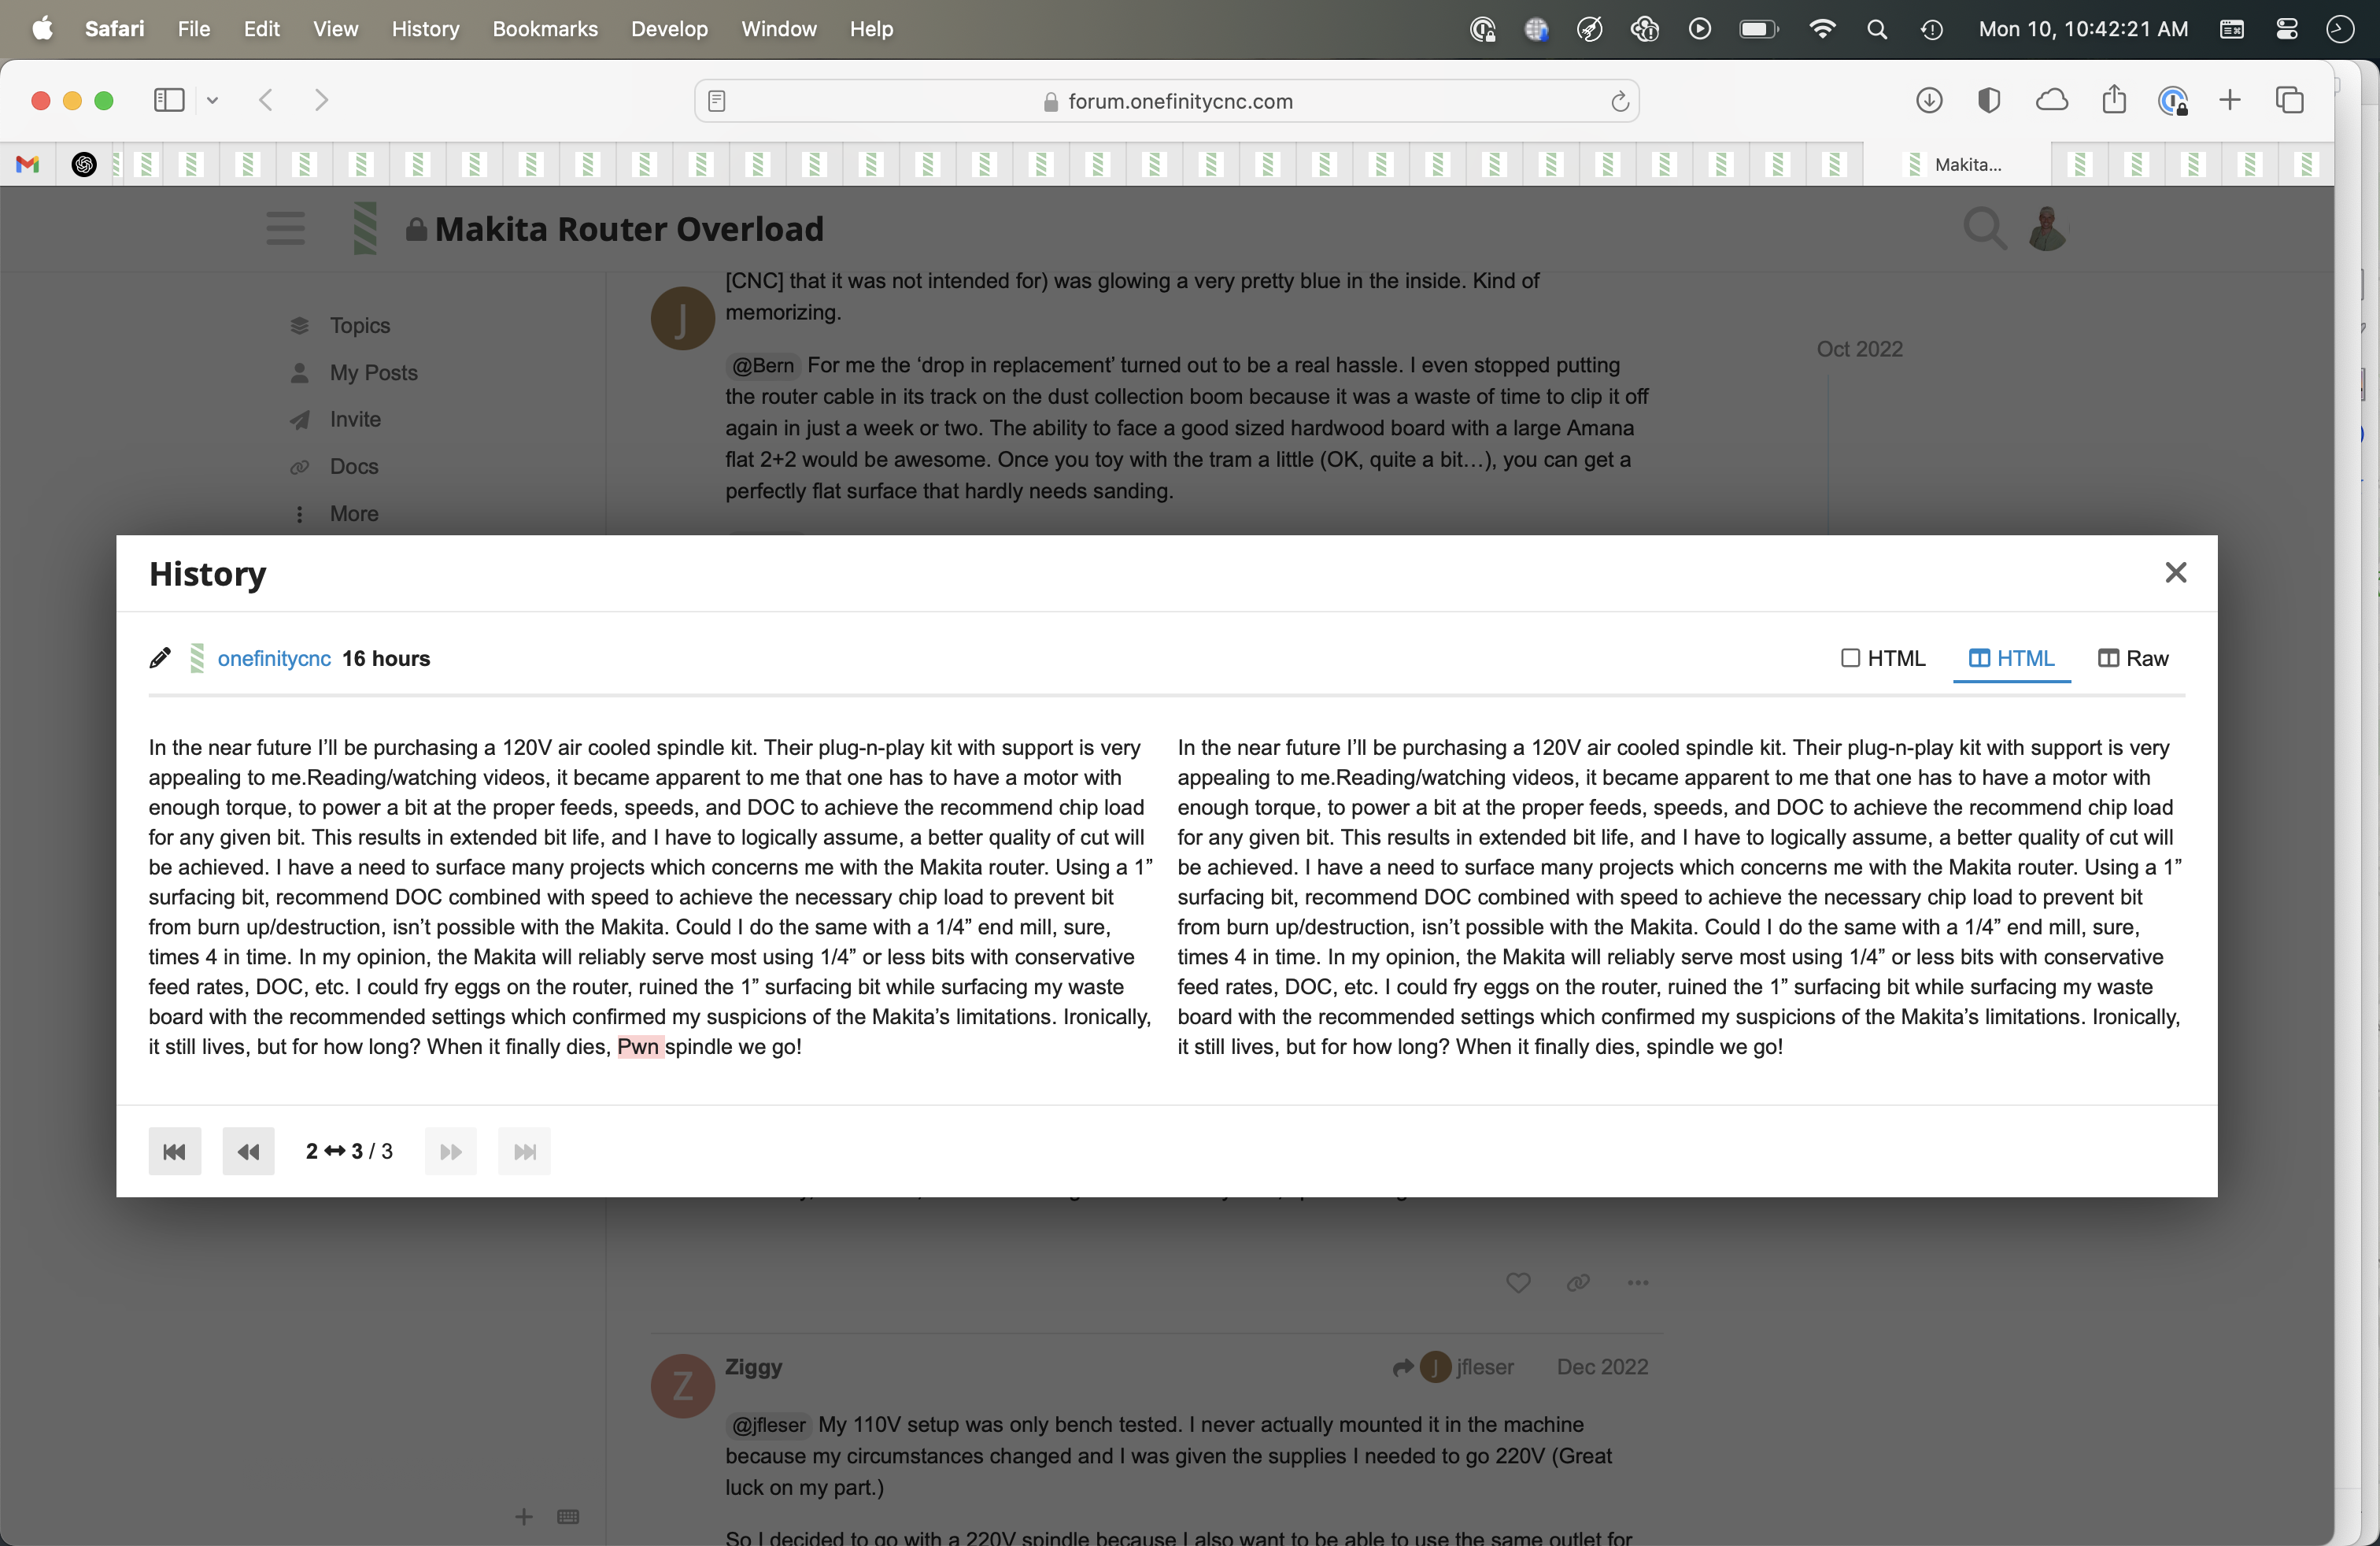 Safari File Edit View History Bookmarks Develop Window Help Mon 10, 10:42:21 AM
forum.onefinitycnc.com
Makita...
Makita Router Overload
Topics
My Posts
Invite
Docs
More
J
[CNC] that it was not intended for) was glowing a very pretty blue in the inside. Kind of
memorizing.
@Bern For me the ‘drop in replacement’ turned out to be a real hassle. I even stopped putting
the router cable in its track on the dust collection boom because it was a waste of time to clip it off
again in just a week or two. The ability to face a good sized hardwood board with a large Amana
flat 2+2 would be awesome. Once you toy with the tram a little (OK, quite a bit…), you can get a
perfectly flat surface that hardly needs sanding.
Oct 2022
History
onefinitycnc 16 hours
HTML HTML Raw
In the near future I’ll be purchasing a 120V air cooled spindle kit. Their plug-n-play kit with support is very
appealing to me.Reading/watching videos, it became apparent to me that one has to have a motor with
enough torque, to power a bit at the proper feeds, speeds, and DOC to achieve the recommend chip load
for any given bit. This results in extended bit life, and I have to logically assume, a better quality of cut will
be achieved. I have a need to surface many projects which concerns me with the Makita router. Using a 1”
surfacing bit, recommend DOC combined with speed to achieve the necessary chip load to prevent bit
from burn up/destruction, isn’t possible with the Makita. Could I do the same with a 1/4” end mill, sure,
times 4 in time. In my opinion, the Makita will reliably serve most using 1/4” or less bits with conservative
feed rates, DOC, etc. I could fry eggs on the router, ruined the 1” surfacing bit while surfacing my waste
board with the recommended settings which confirmed my suspicions of the Makita’s limitations. Ironically,
it still lives, but for how long? When it finally dies, Pwn spindle we go!
In the near future I’ll be purchasing a 120V air cooled spindle kit. Their plug-n-play kit with support is very
appealing to me.Reading/watching videos, it became apparent to me that one has to have a motor with
enough torque, to power a bit at the proper feeds, speeds, and DOC to achieve the recommend chip load
for any given bit. This results in extended bit life, and I have to logically assume, a better quality of cut will
be achieved. I have a need to surface many projects which concerns me with the Makita router. Using a 1”
surfacing bit, recommend DOC combined with speed to achieve the necessary chip load to prevent bit
from burn up/destruction, isn’t possible with the Makita. Could I do the same with a 1/4” end mill, sure,
times 4 in time. In my opinion, the Makita will reliably serve most using 1/4” or less bits with conservative
feed rates, DOC, etc. I could fry eggs on the router, ruined the 1” surfacing bit while surfacing my waste
board with the recommended settings which confirmed my suspicions of the Makita’s limitations. Ironically,
it still lives, but for how long? When it finally dies, spindle we go!
2 ↔ 3 / 3
Z
Ziggy J jfleser Dec 2022
@jfleser My 110V setup was only bench tested. I never actually mounted it in the machine
because my circumstances changed and I was given the supplies I needed to go 220V (Great
luck on my part.)
So I decided to go with a 220V spindle because I also want to be able to use the same outlet for